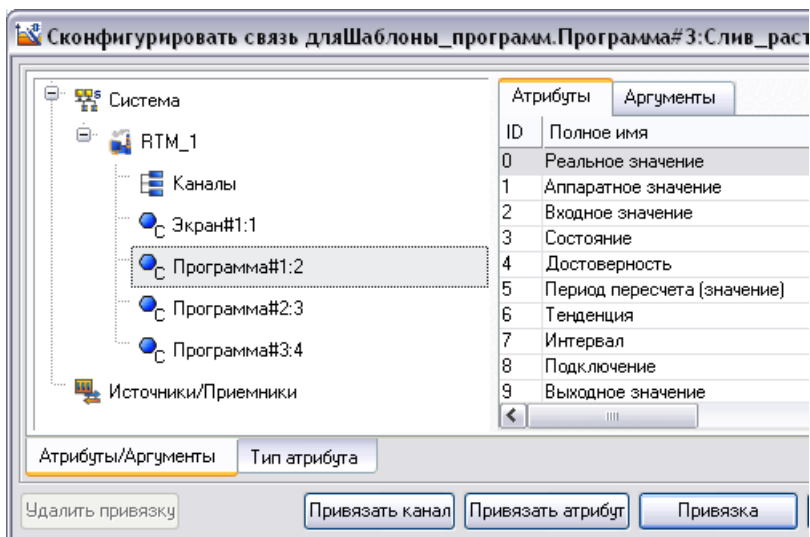 Сконфигурировать связь дляШаблоны_программ.Программа#3:Слив_раст
Система
RTM_1
Каналы
Экран#1:1
Программа#1:2
Программа#2:3
Программа#3:4
Источники/Приемники
Атрибуты Аргументы
ID Полное имя
0 Реальное значение
1 Аппаратное значение
2 Входное значение
3 Состояние
4 Достоверность
5 Период пересчета (значение)
6 Тенденция
7 Интервал
8 Подключение
9 Выходное значение
Атрибуты/Аргументы Тип атрибута
Удалить привязку Привязать канал Привязать атрибут Привязка